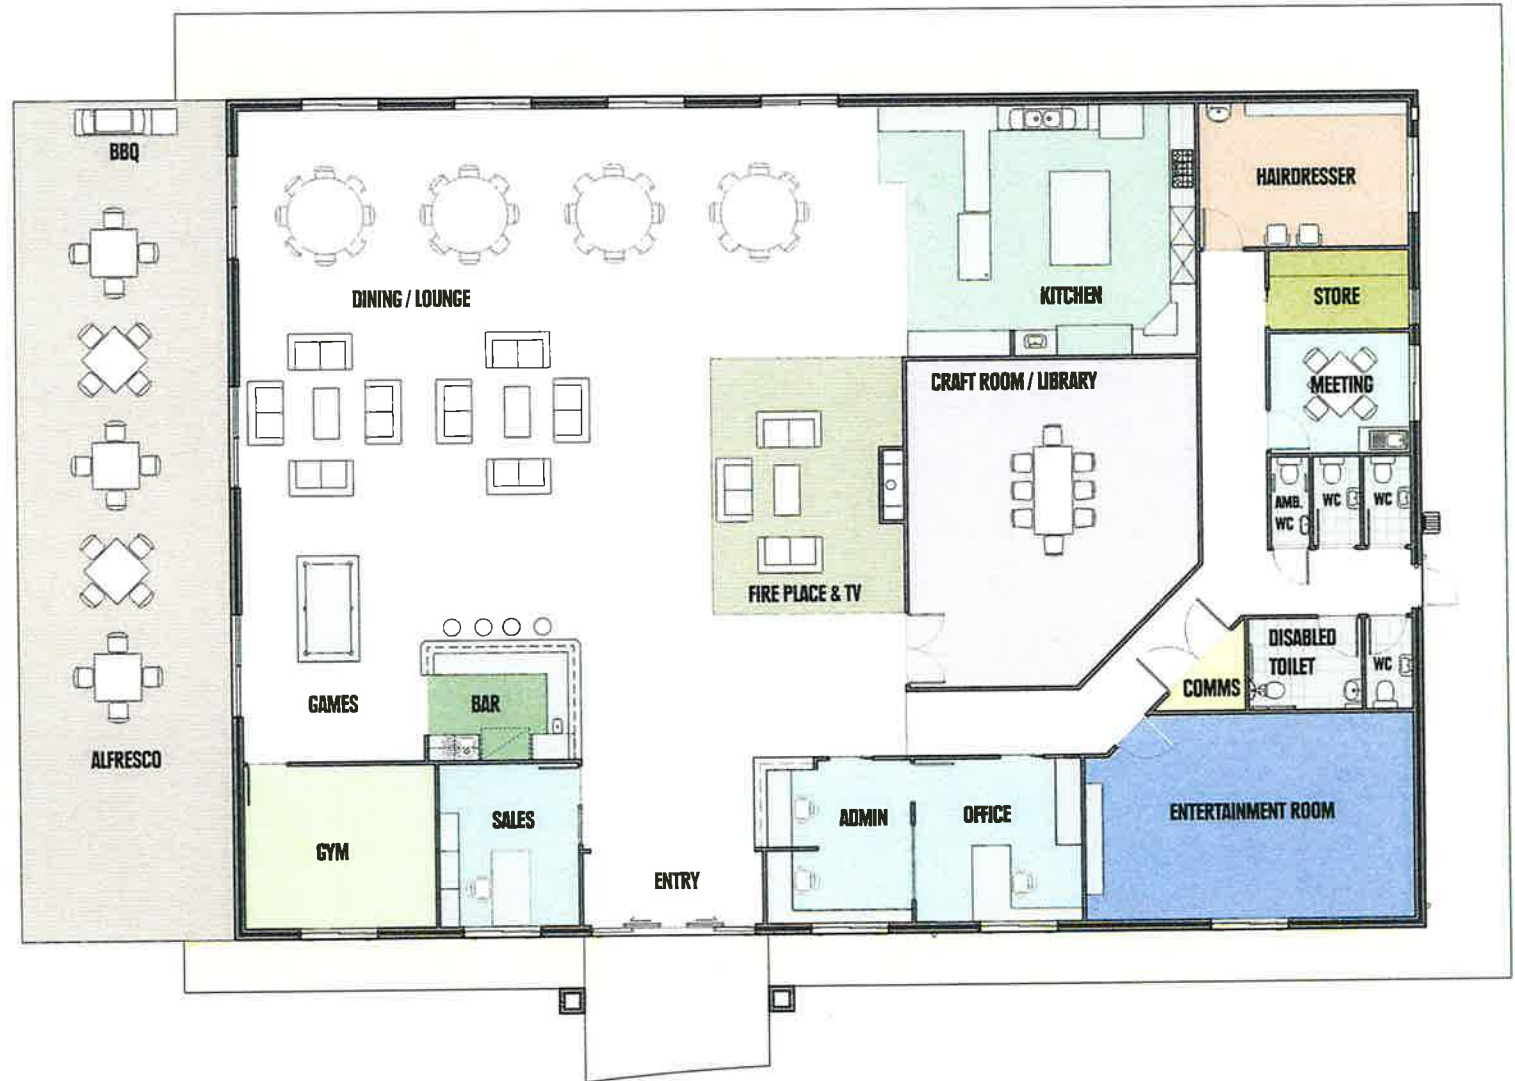 BBQ
HAIRDRESSER
DINING / LOUNGE
KITCHEN
STORE
CRAFT ROOM / LIBRARY
MEETING
AMB.
WC
WC
WC
FIRE PLACE & TV
DISABLED
TOILET
WC
COMMS
GAMES
BAR
ALFRESCO
GYM
SALES
ENTRY
ADMIN
OFFICE
ENTERTAINMENT ROOM